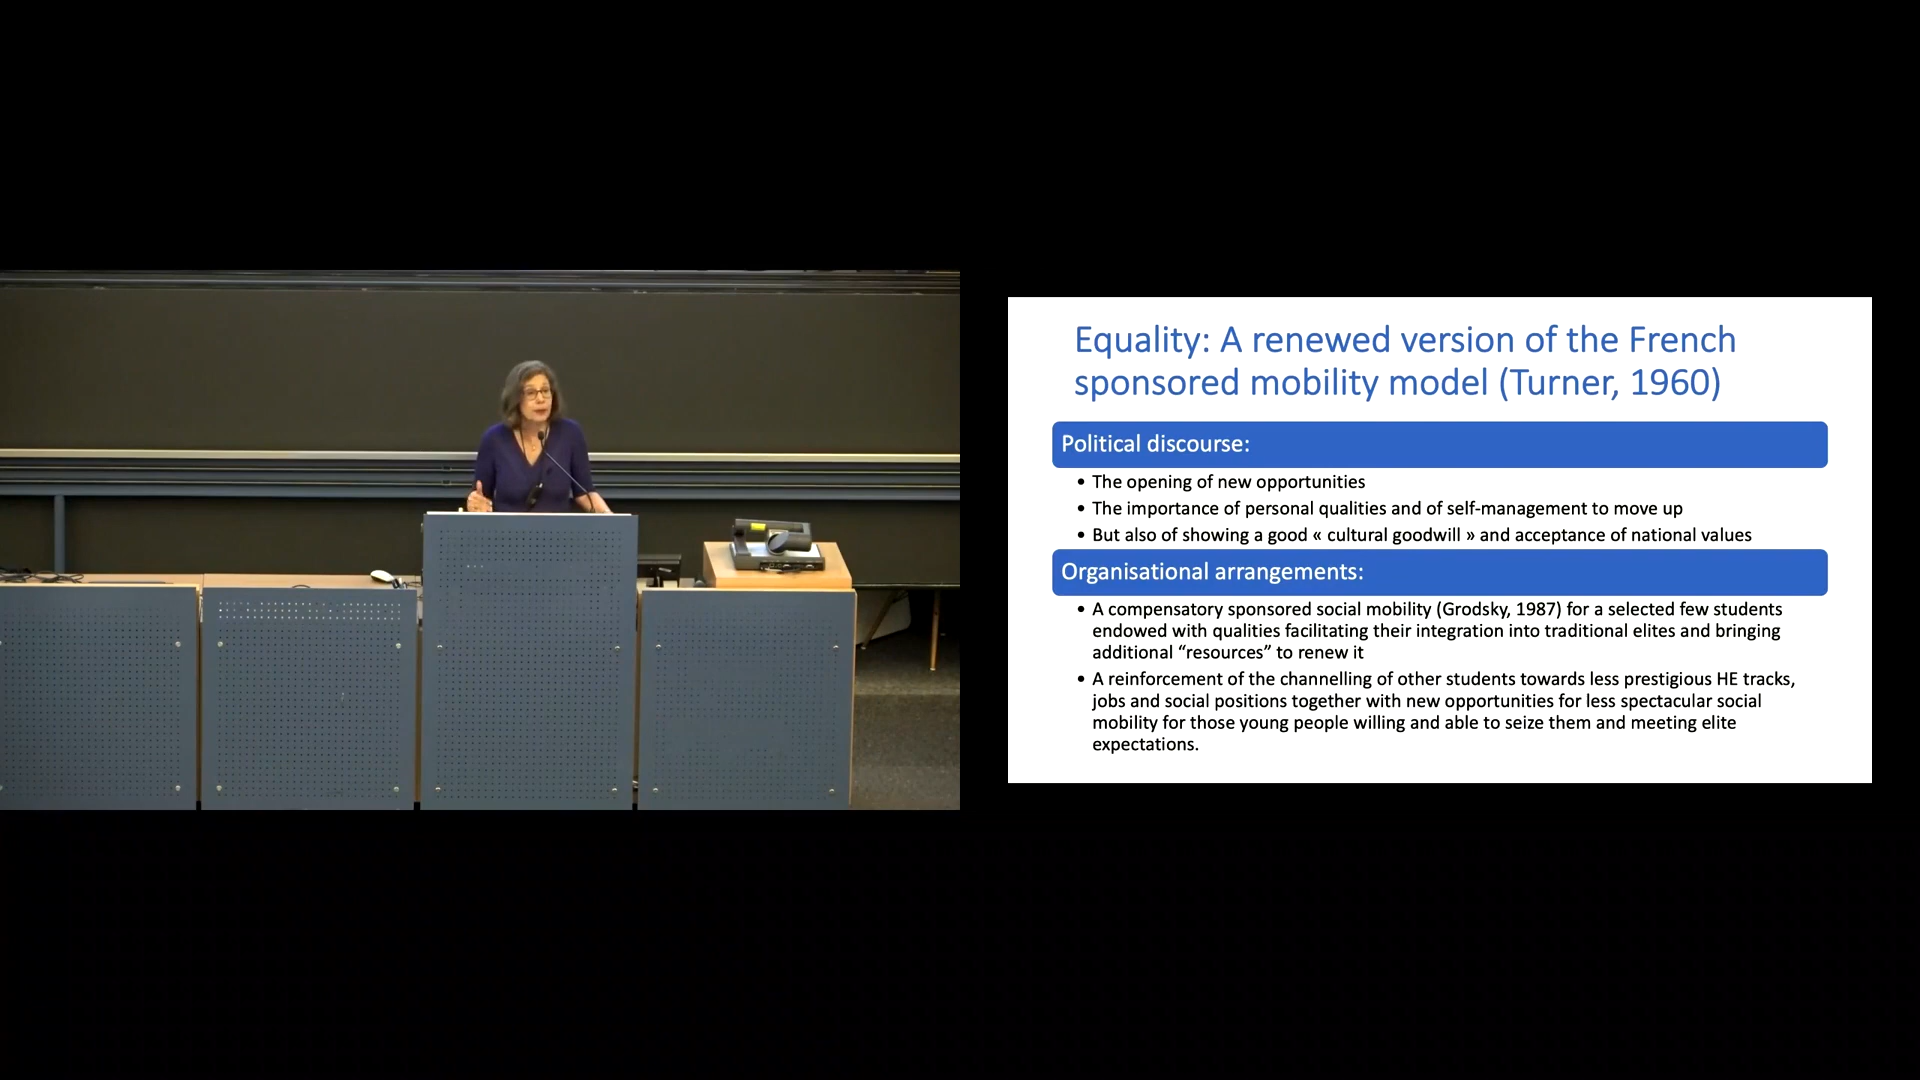 Equality: A renewed version of the French
sponsored mobility model (Turner, 1960)
Political discourse:
• The opening of new opportunities
• The importance of personal qualities and of self-management to move up
• But also of showing a good « cultural goodwill » and acceptance of national values
Organisational arrangements:
• A compensatory sponsored social mobility (Grodsky, 1987) for a selected few students
endowed with qualities facilitating their integration into traditional elites and bringing
additional “resources” to renew it
• A reinforcement of the channelling of other students towards less prestigious HE tracks,
jobs and social positions together with new opportunities for less spectacular social
mobility for those young people willing and able to seize them and meeting elite
expectations.